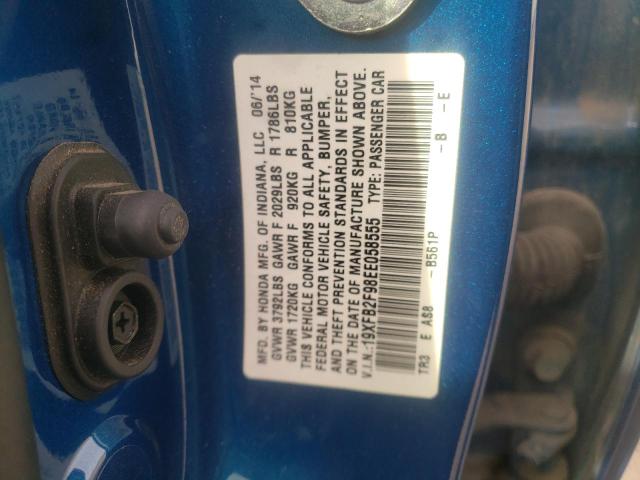 MFD. BY HONDA MFG. OF INDIANA, LLC 06/'14
GVWR 3792LBS GAWR F 2029LBS R 1786LBS
GVWR 1720KG GAWR F 920KG R 810KG
THIS VEHICLE CONFORMS TO ALL APPLICABLE
FEDERAL MOTOR VEHICLE SAFETY, BUMPER,
AND THEFT PREVENTION STANDARDS IN EFFECT
ON THE DATE OF MANUFACTURE SHOWN ABOVE.
V.I.N.: 19XFB2F98EE058555 TYPE: PASSENGER CAR
TR3 E AS8 - B561P - B - E